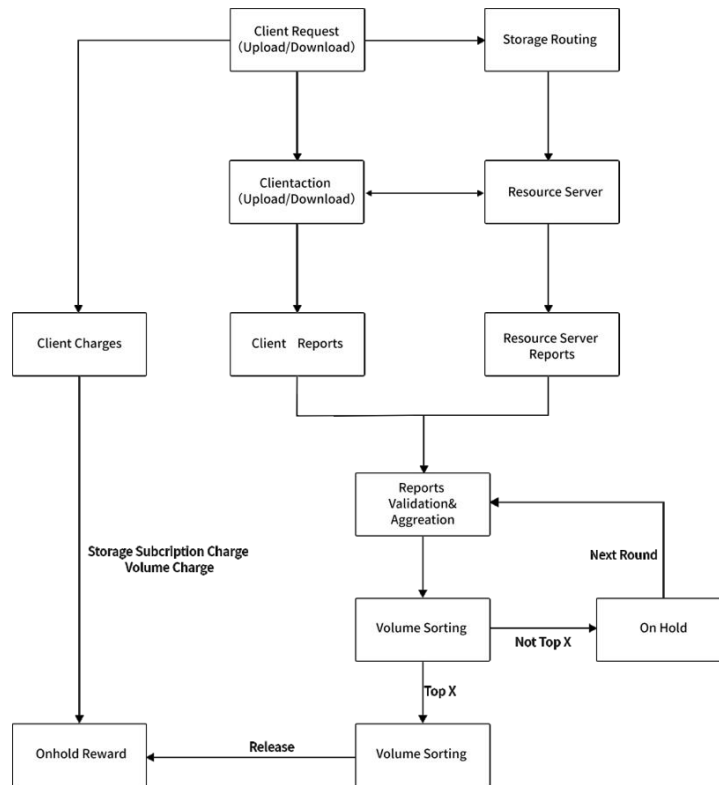 Client Request
（Upload/Download）
Storage Routing
Clientaction
（Upload/Download）
Resource Server
Client Charges
Client Reports
Resource Server
Reports
Reports
Validation&
Aggreation
Storage Subcription Charge
Volume Charge
Next Round
Volume Sorting
Not Top X
On Hold
Top X
Onhold Reward
Release
Volume Sorting